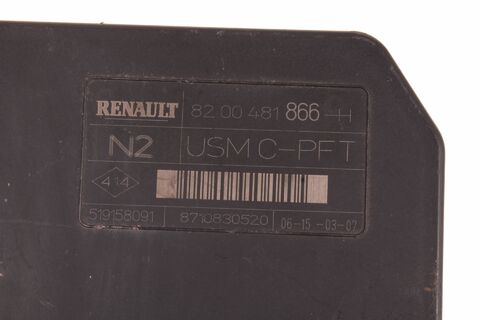 RENAULT 82 00 481 866-H
N2 USM C-PFT
414
519158091 8710830520 06-15 -03-07